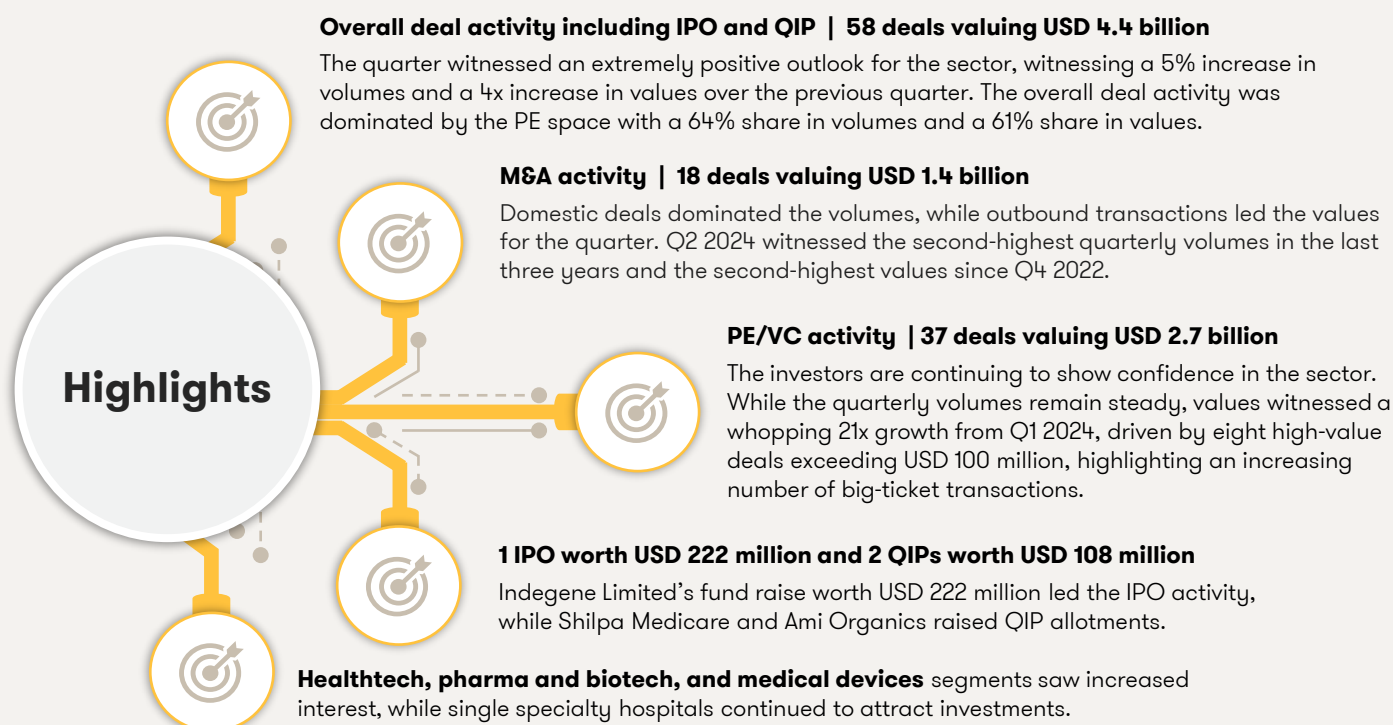 Overall deal activity including IPO and QIP | 58 deals valuing USD 4.4 billion
The quarter witnessed an extremely positive outlook for the sector, witnessing a 5% increase in
volumes and a 4x increase in values over the previous quarter. The overall deal activity was
dominated by the PE space with a 64% share in volumes and a 61% share in values.
M&A activity | 18 deals valuing USD 1.4 billion
Domestic deals dominated the volumes, while outbound transactions led the values
for the quarter. Q2 2024 witnessed the second-highest quarterly volumes in the last
three years and the second-highest values since Q4 2022.
Highlights
PE/VC activity | 37 deals valuing USD 2.7 billion
The investors are continuing to show confidence in the sector.
While the quarterly volumes remain steady, values witnessed a
whopping 21x growth from Q1 2024, driven by eight high-value
deals exceeding USD 100 million, highlighting an increasing
number of big-ticket transactions.
1 IPO worth USD 222 million and 2 QIPs worth USD 108 million
Indegene Limited's fund raise worth USD 222 million led the IPO activity,
while Shilpa Medicare and Ami Organics raised QIP allotments.
Healthtech, pharma and biotech, and medical devices segments saw increased
interest, while single specialty hospitals continued to attract investments.